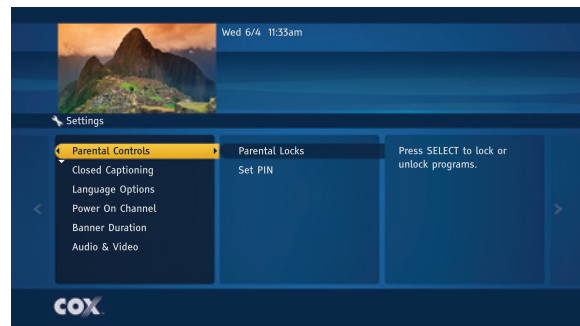 Wed 6/4 11:33am
Settings
Parental Controls
Closed Captioning
Language Options
Power On Channel
Banner Duration
Audio & Video
Parental Locks
Set PIN
Press SELECT to lock or
unlock programs.
COX